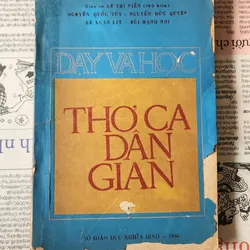 Giáo sư LÊ TRÍ VIỄN (chủ biên)
NGUYỄN QUỐC TÚY - NGUYỄN ĐỨC QUYỀN
LÊ XUÂN LÍT - BÙI MẠNH NHỊ
DẠY VÀ HỌC
THƠ CA
DÂN
GIAN
SỞ GIÁO DỤC NGHĨA BÌNH - 1986